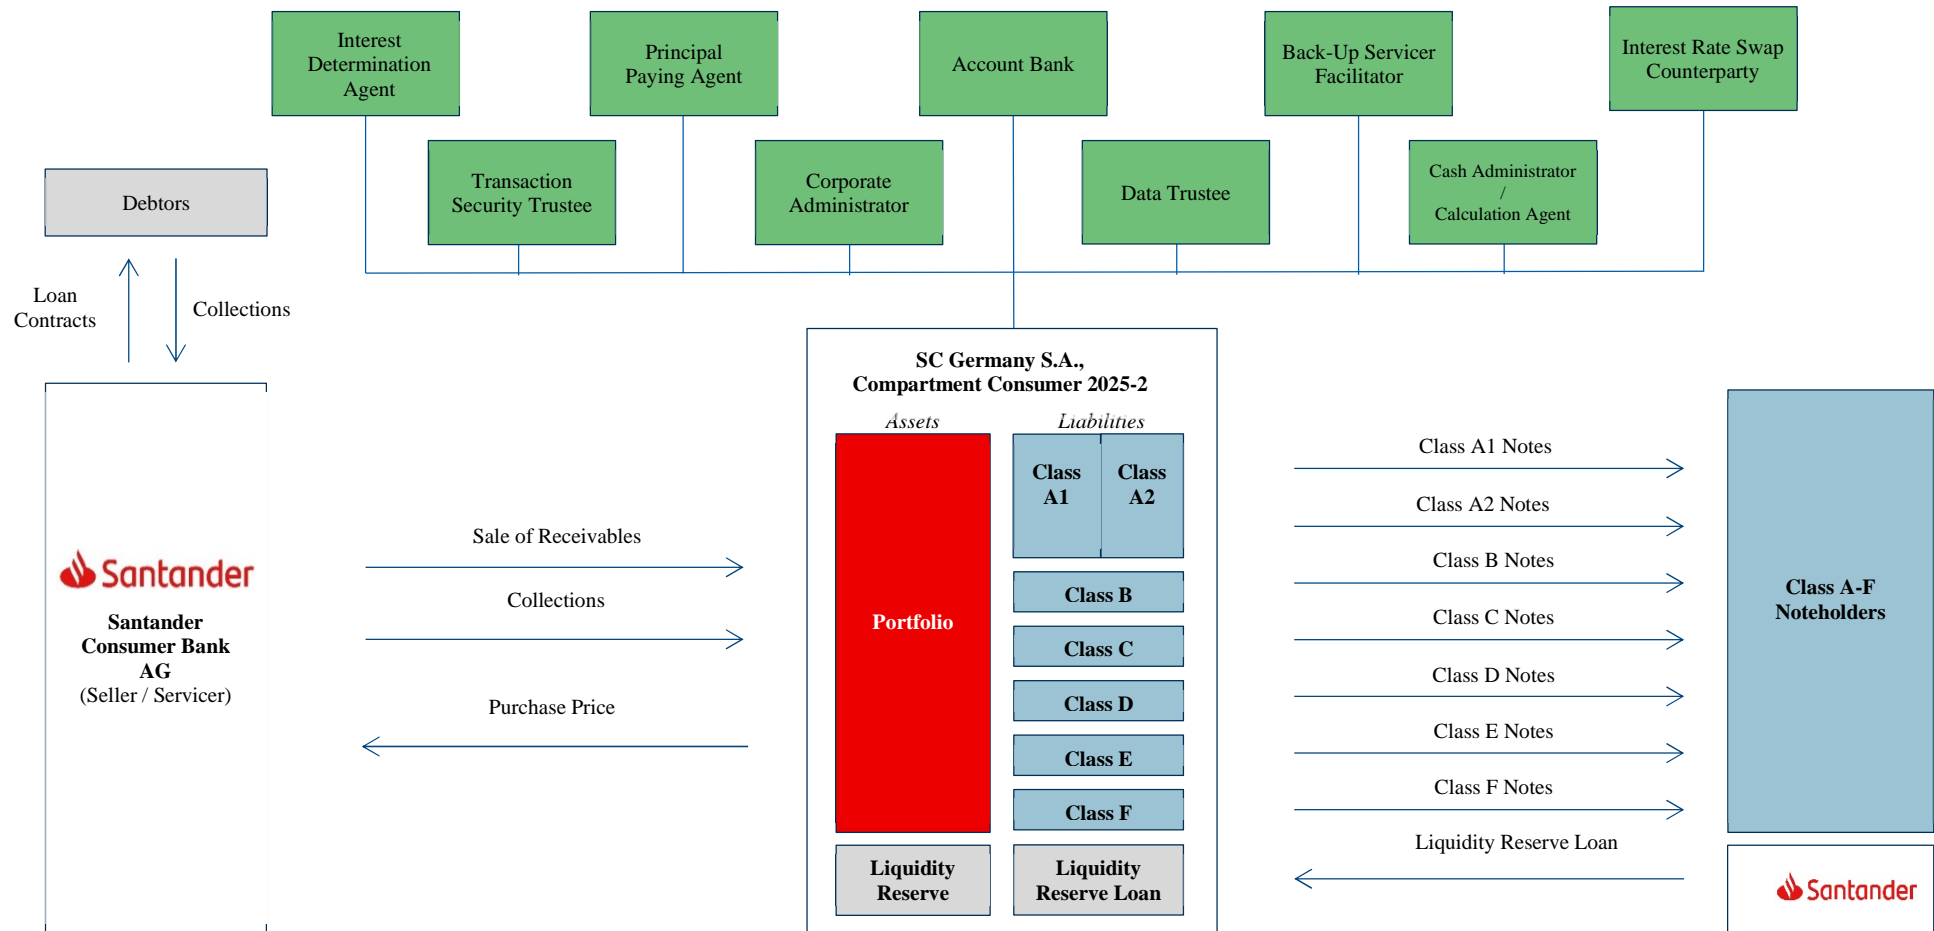 Interest
Determination
Agent
Principal
Paying Agent
Account Bank
Back-Up Servicer
Facilitator
Interest Rate Swap
Counterparty
Transaction
Security Trustee
Corporate
Administrator
Data Trustee
Cash Administrator
/
Calculation Agent
Debtors
Loan
Contracts
Collections
SC Germany S.A.,
Compartment Consumer 2025-2
Assets
Liabilities
Class
A1
Class
A2
Class B
Class C
Class D
Class E
Class F
Portfolio
Liquidity
Reserve
Liquidity
Reserve Loan
Santander
Santander
Consumer Bank
AG
(Seller / Servicer)
Sale of Receivables
Collections
Purchase Price
Class A1 Notes
Class A2 Notes
Class B Notes
Class C Notes
Class D Notes
Class E Notes
Class F Notes
Liquidity Reserve Loan
Class A-F
Noteholders
Santander